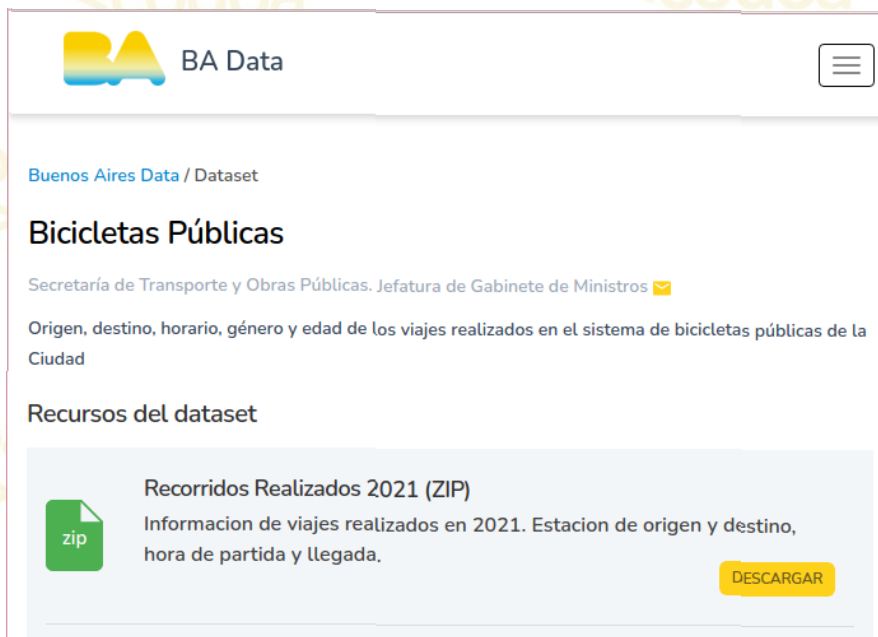 BA BA Data
Buenos Aires Data / Dataset
Bicicletas Públicas
Secretaría de Transporte y Obras Públicas. Jefatura de Gabinete de Ministros
Origen, destino, horario, género y edad de los viajes realizados en el sistema de bicicletas públicas de la
Ciudad
Recursos del dataset
Recorridos Realizados 2021 (ZIP)
zip
Informacion de viajes realizados en 2021. Estacion de origen y destino,
hora de partida y llegada.
DESCARGAR